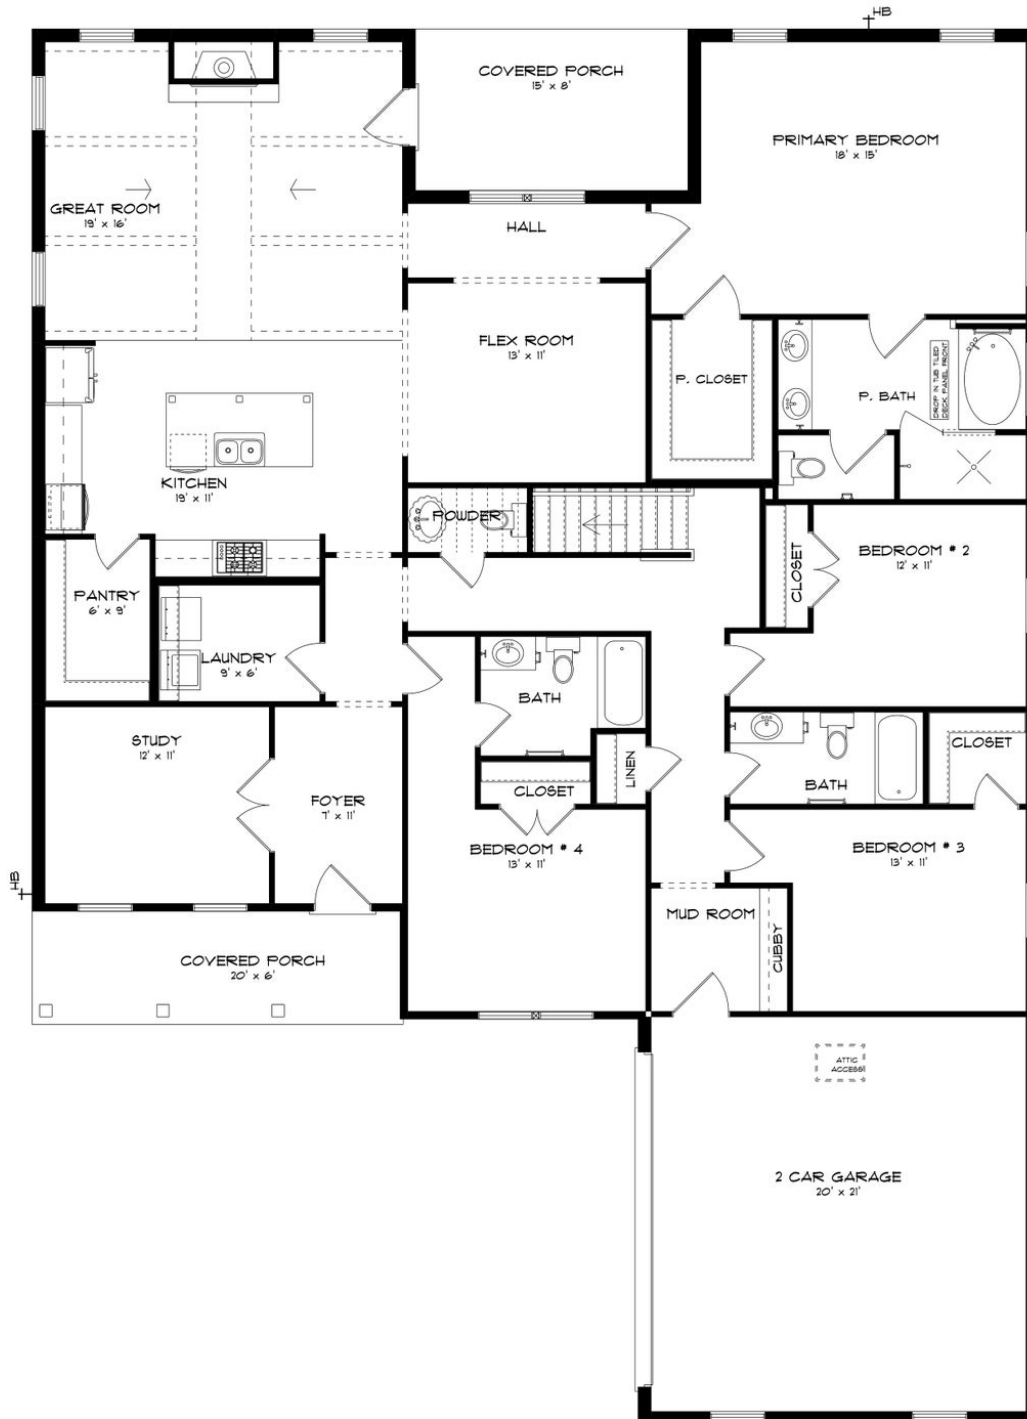 HB
COVERED PORCH
15' x 8'
PRIMARY BEDROOM
18' x 15'
GREAT ROOM
19' x 16'
HALL
FLEX ROOM
13' x 11'
P. CLOSET
DROP IN TUB TILED
DECK, PANEL FRONT
P. BATH
KITCHEN
19' x 11'
POWDER
BEDROOM # 2
12' x 11'
CLOSET
PANTRY
6' x 9'
LAUNDRY
9' x 6'
BATH
STUDY
12' x 11'
CLOSET
LINEN
BATH
CLOSET
FOYER
7' x 11'
BEDROOM # 4
13' x 11'
BEDROOM # 3
13' x 11'
HB
MUD ROOM
CUBBY
COVERED PORCH
20' x 6'
ATTIC
ACCESS
2 CAR GARAGE
20' x 21'